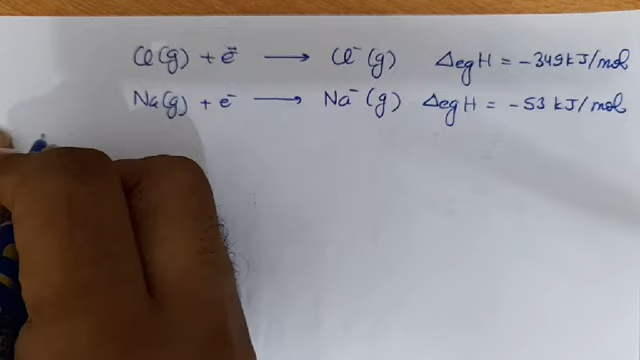 Cl(g) + e⁻ → Cl⁻(g) ΔegH = -349 kJ/mol
Na(g) + e⁻ → Na⁻(g) ΔegH = -53 kJ/mol